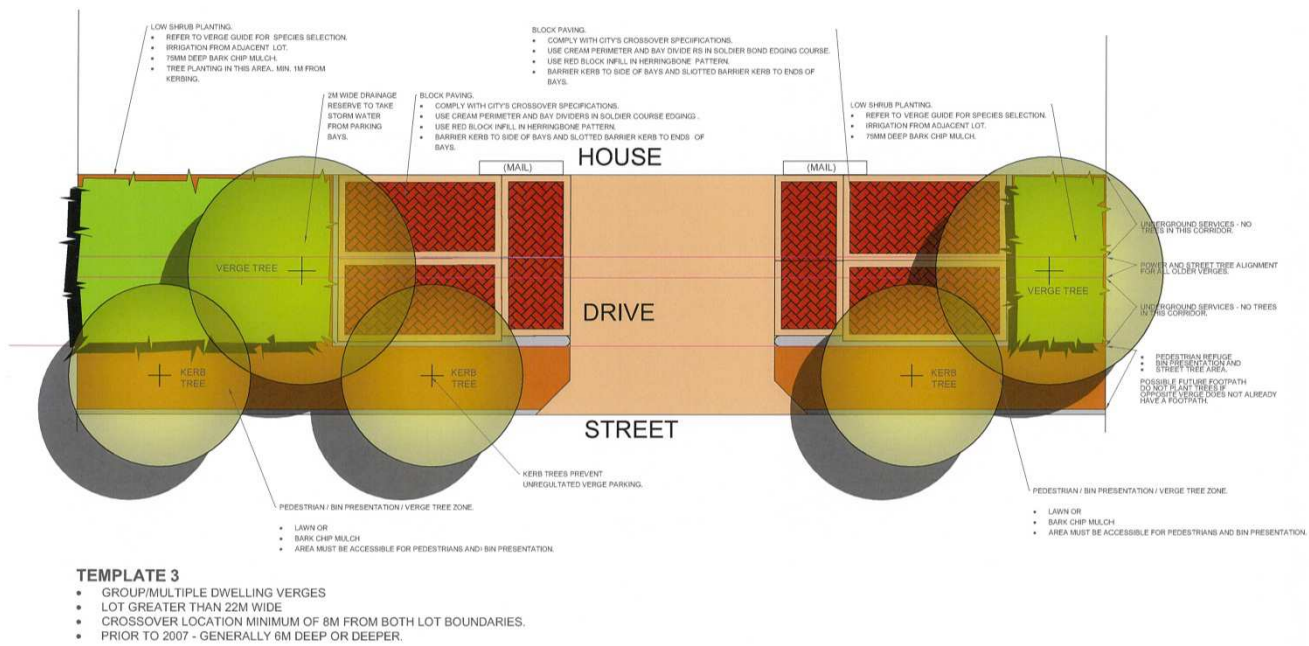 LOW SHRUB PLANTING.
• REFER TO VERGE GUIDE FOR SPECIES SELECTION.
• IRRIGATION FROM ADJACENT LOT.
• 75MM DEEP BARK CHIP MULCH.
• TREE PLANTING IN THIS AREA. MIN. 1M FROM
KERBING.
2M WIDE DRAINAGE
RESERVE TO TAKE
STORM WATER
FROM PARKING
BAYS.
BLOCK PAVING.
• COMPLY WITH CITY'S CROSSOVER SPECIFICATIONS.
• USE CREAM PERIMETER AND BAY DIVIDERS IN SOLDIER COURSE EDGING .
• USE RED BLOCK INFILL IN HERRINGBONE PATTERN.
• BARRIER KERB TO SIDE OF BAYS AND SLOTTED BARRIER KERB TO ENDS OF
BAYS.
BLOCK PAVING.
• COMPLY WITH CITY'S CROSSOVER SPECIIFICATIONS.
• USE CREAM PERIMETER AND BAY DIVIDE RS IN SOLDIER BOND EDGING COURSE.
• USE RED BLOCK INFILL IN HERRINGBONE PATTERN.
• BARRIER KERB TO SIDE OF BAYS AND SLOTTED BARRIER KERB TO ENDS OF
BAYS.
LOW SHRUB PLANTING.
• REFER TO VERGE GUIDE FOR SPECIES SELECTION.
• IRRIGATION FROM ADJACENT LOT.
• 75MM DEEP BARK CHIP MULCH.
(MAIL)
HOUSE
(MAIL)
UNDERGROUND SERVICES - NO
TREES IN THIS CORRIDOR.
VERGE TREE
POWER AND STREET TREE ALIGNMENT
FOR ALL OLDER VERGES.
VERGE TREE
UNDERGROUND SERVICES - NO TREES
IN THIS CORRIDOR.
DRIVE
• PEDESTRIAN REFUGE
• BIN PRESENTATION AND
• STREET TREE AREA.
POSSIBLE FUTURE FOOTPATH
DO NOT PLANT TREES IF
OPPOSITE VERGE DOES NOT ALREADY
HAVE A FOOTPATH.
KERB
TREE
KERB
TREE
KERB
TREE
STREET
KERB TREES PREVENT
UNREGULTATED VERGE PARKING.
PEDESTRIAN / BIN PRESENTATION / VERGE TREE ZONE.
• LAWN OR
• BARK CHIP MULCH
• AREA MUST BE ACCESSIBLE FOR PEDESTRIANS AND BIN PRESENTATION.
PEDESTRIAN / BIN PRESENTATION / VERGE TREE ZONE.
• LAWN OR
• BARK CHIP MULCH
• AREA MUST BE ACCESSIBLE FOR PEDESTRIANS AND BIN PRESENTATION.
TEMPLATE 3
• GROUP/MULTIPLE DWELLING VERGES
• LOT GREATER THAN 22M WIDE
• CROSSOVER LOCATION MINIMUM OF 8M FROM BOTH LOT BOUNDARIES.
• PRIOR TO 2007 - GENERALLY 6M DEEP OR DEEPER.